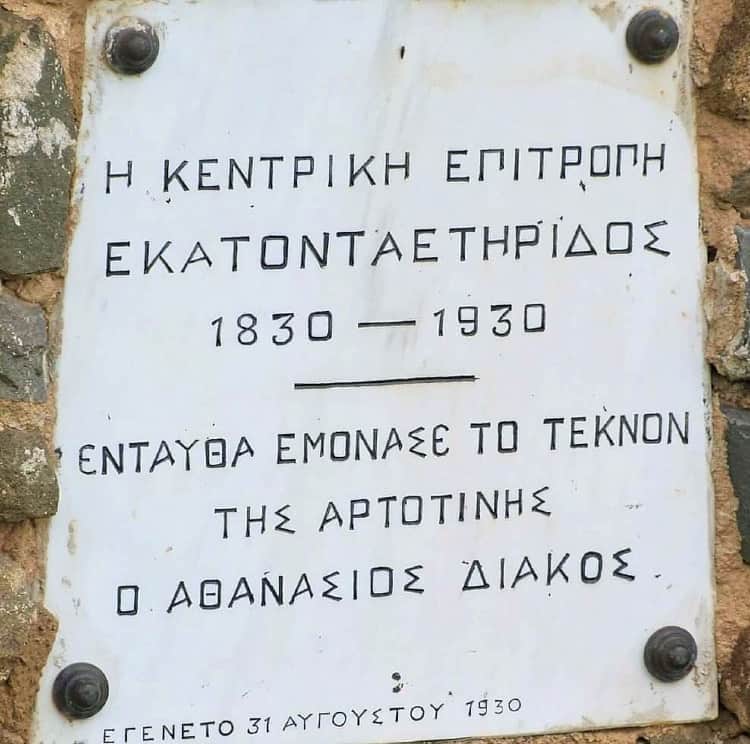 Η ΚΕΝΤΡΙΚΗ ΕΠΙΤΡΟΠΗ
ΕΚΑΤΟΝΤΑΕΤΗΡΙΔΟΣ
1830 — 1930
ΕΝΤΑΥΘΑ ΕΜΟΝΑΣΕ ΤΟ ΤΕΚΝΟΝ
ΤΗΣ ΑΡΤΟΤΙΝΗΣ
Ο ΑΘΑΝΑΣΙΟΣ ΔΙΑΚΟΣ.
ΕΓΕΝΕΤΟ 31 ΑΥΓΟΥΣΤΟΥ 1930